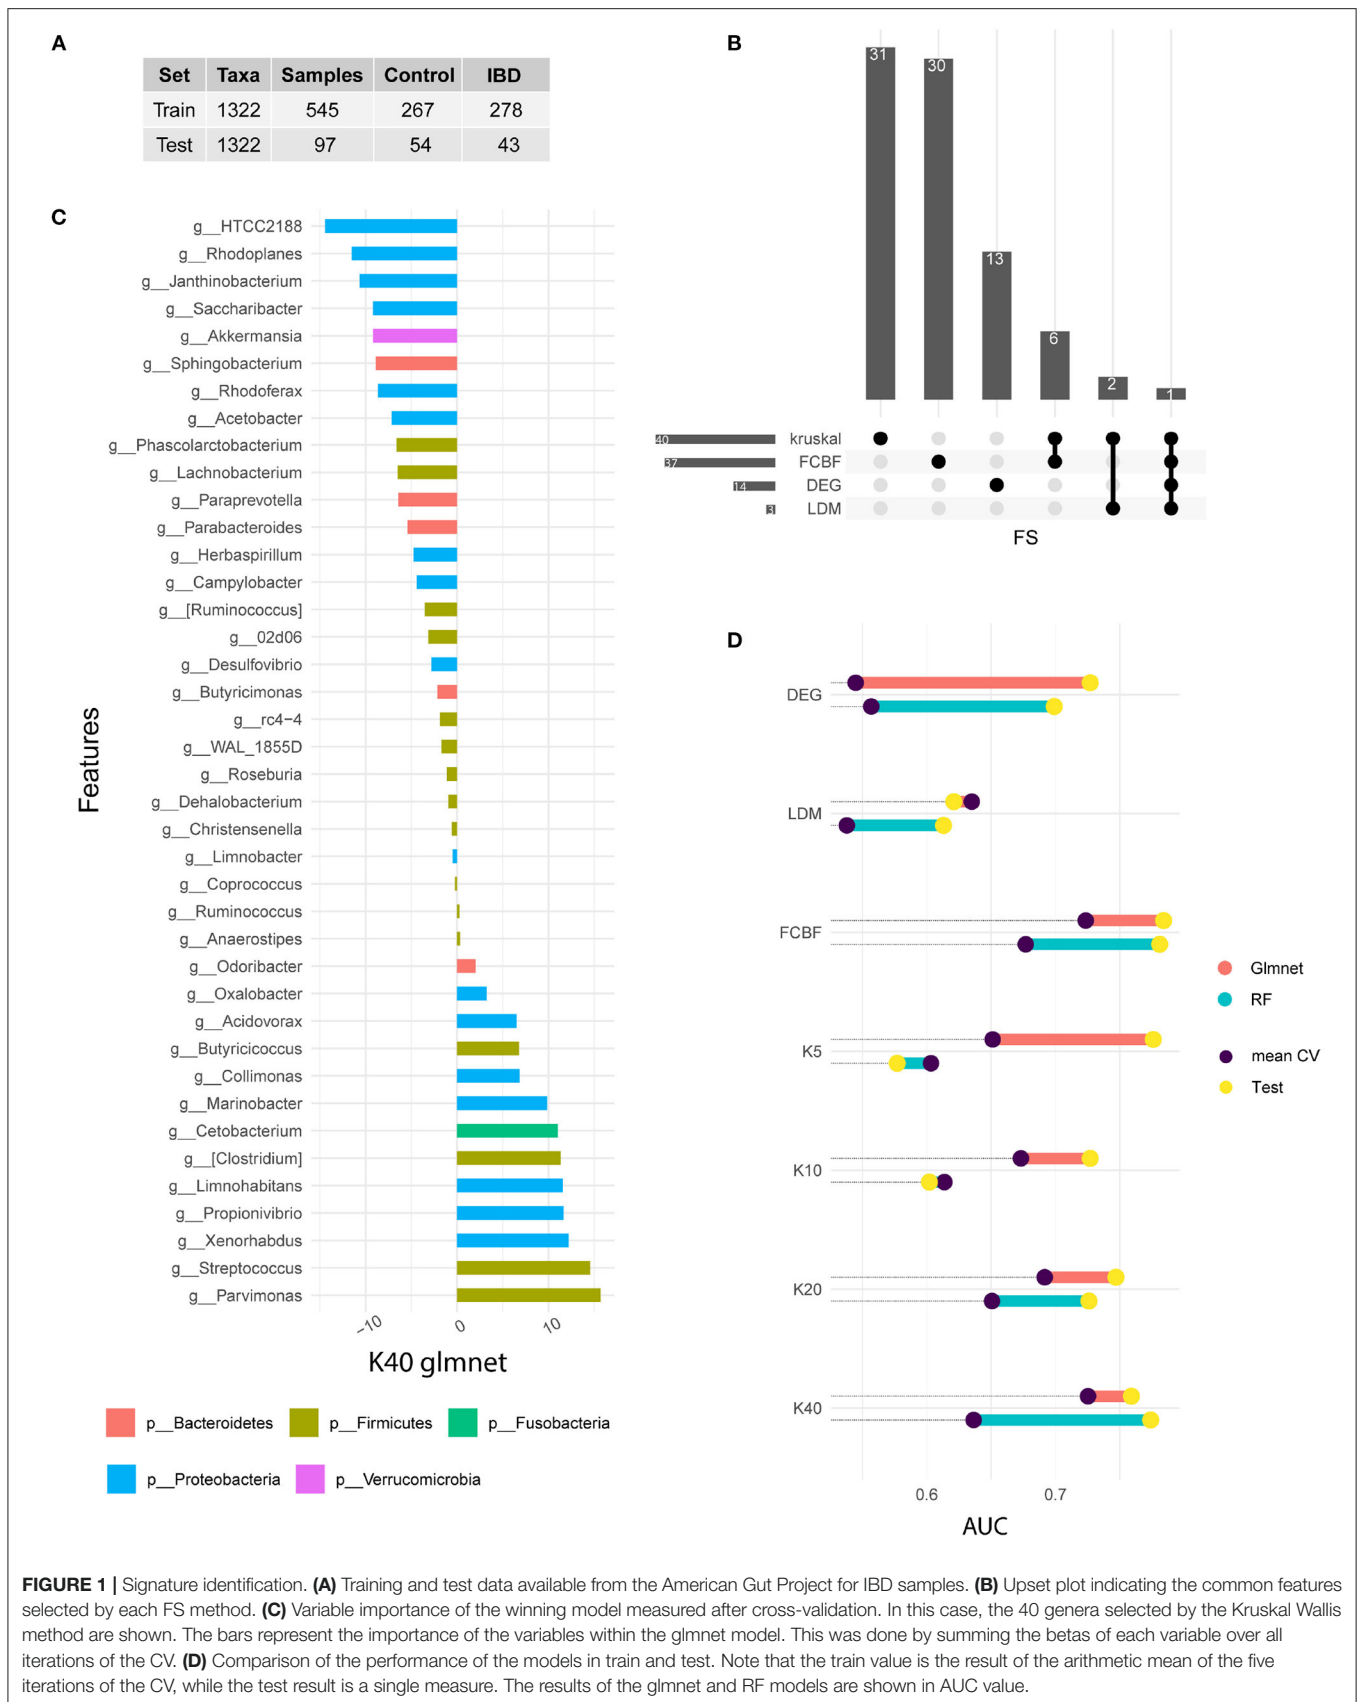 A
Set Taxa Samples Control IBD
Train 1322 545 267 278
Test 1322 97 54 43
B
31 30 13 6 2 1
40 kruskal
37 FCBF
14 DEG
3 LDM
FS
C
Features
g__HTCC2188
g__Rhodoplanes
g__Janthinobacterium
g__Saccharibacter
g__Akkermansia
g__Sphingobacterium
g__Rhodoferax
g__Acetobacter
g__Phascolarctobacterium
g__Lachnobacterium
g__Paraprevotella
g__Parabacteroides
g__Herbaspirillum
g__Campylobacter
g__[Ruminococcus]
g__02d06
g__Desulfovibrio
g__Butyricimonas
g__rc4−4
g__WAL_1855D
g__Roseburia
g__Dehalobacterium
g__Christensenella
g__Limnobacter
g__Coprococcus
g__Ruminococcus
g__Anaerostipes
g__Odoribacter
g__Oxalobacter
g__Acidovorax
g__Butyricicoccus
g__Collimonas
g__Marinobacter
g__Cetobacterium
g__[Clostridium]
g__Limnohabitans
g__Propionivibrio
g__Xenorhabdus
g__Streptococcus
g__Parvimonas
−10 0 10
K40 glmnet
p__Bacteroidetes p__Firmicutes p__Fusobacteria
p__Proteobacteria p__Verrucomicrobia
D
DEG
LDM
FCBF
K5
K10
K20
K40
0.6 0.7
AUC
Glmnet
RF
mean CV
Test
FIGURE 1 | Signature identification. (A) Training and test data available from the American Gut Project for IBD samples. (B) Upset plot indicating the common features
selected by each FS method. (C) Variable importance of the winning model measured after cross-validation. In this case, the 40 genera selected by the Kruskal Wallis
method are shown. The bars represent the importance of the variables within the glmnet model. This was done by summing the betas of each variable over all
iterations of the CV. (D) Comparison of the performance of the models in train and test. Note that the train value is the result of the arithmetic mean of the five
iterations of the CV, while the test result is a single measure. The results of the glmnet and RF models are shown in AUC value.